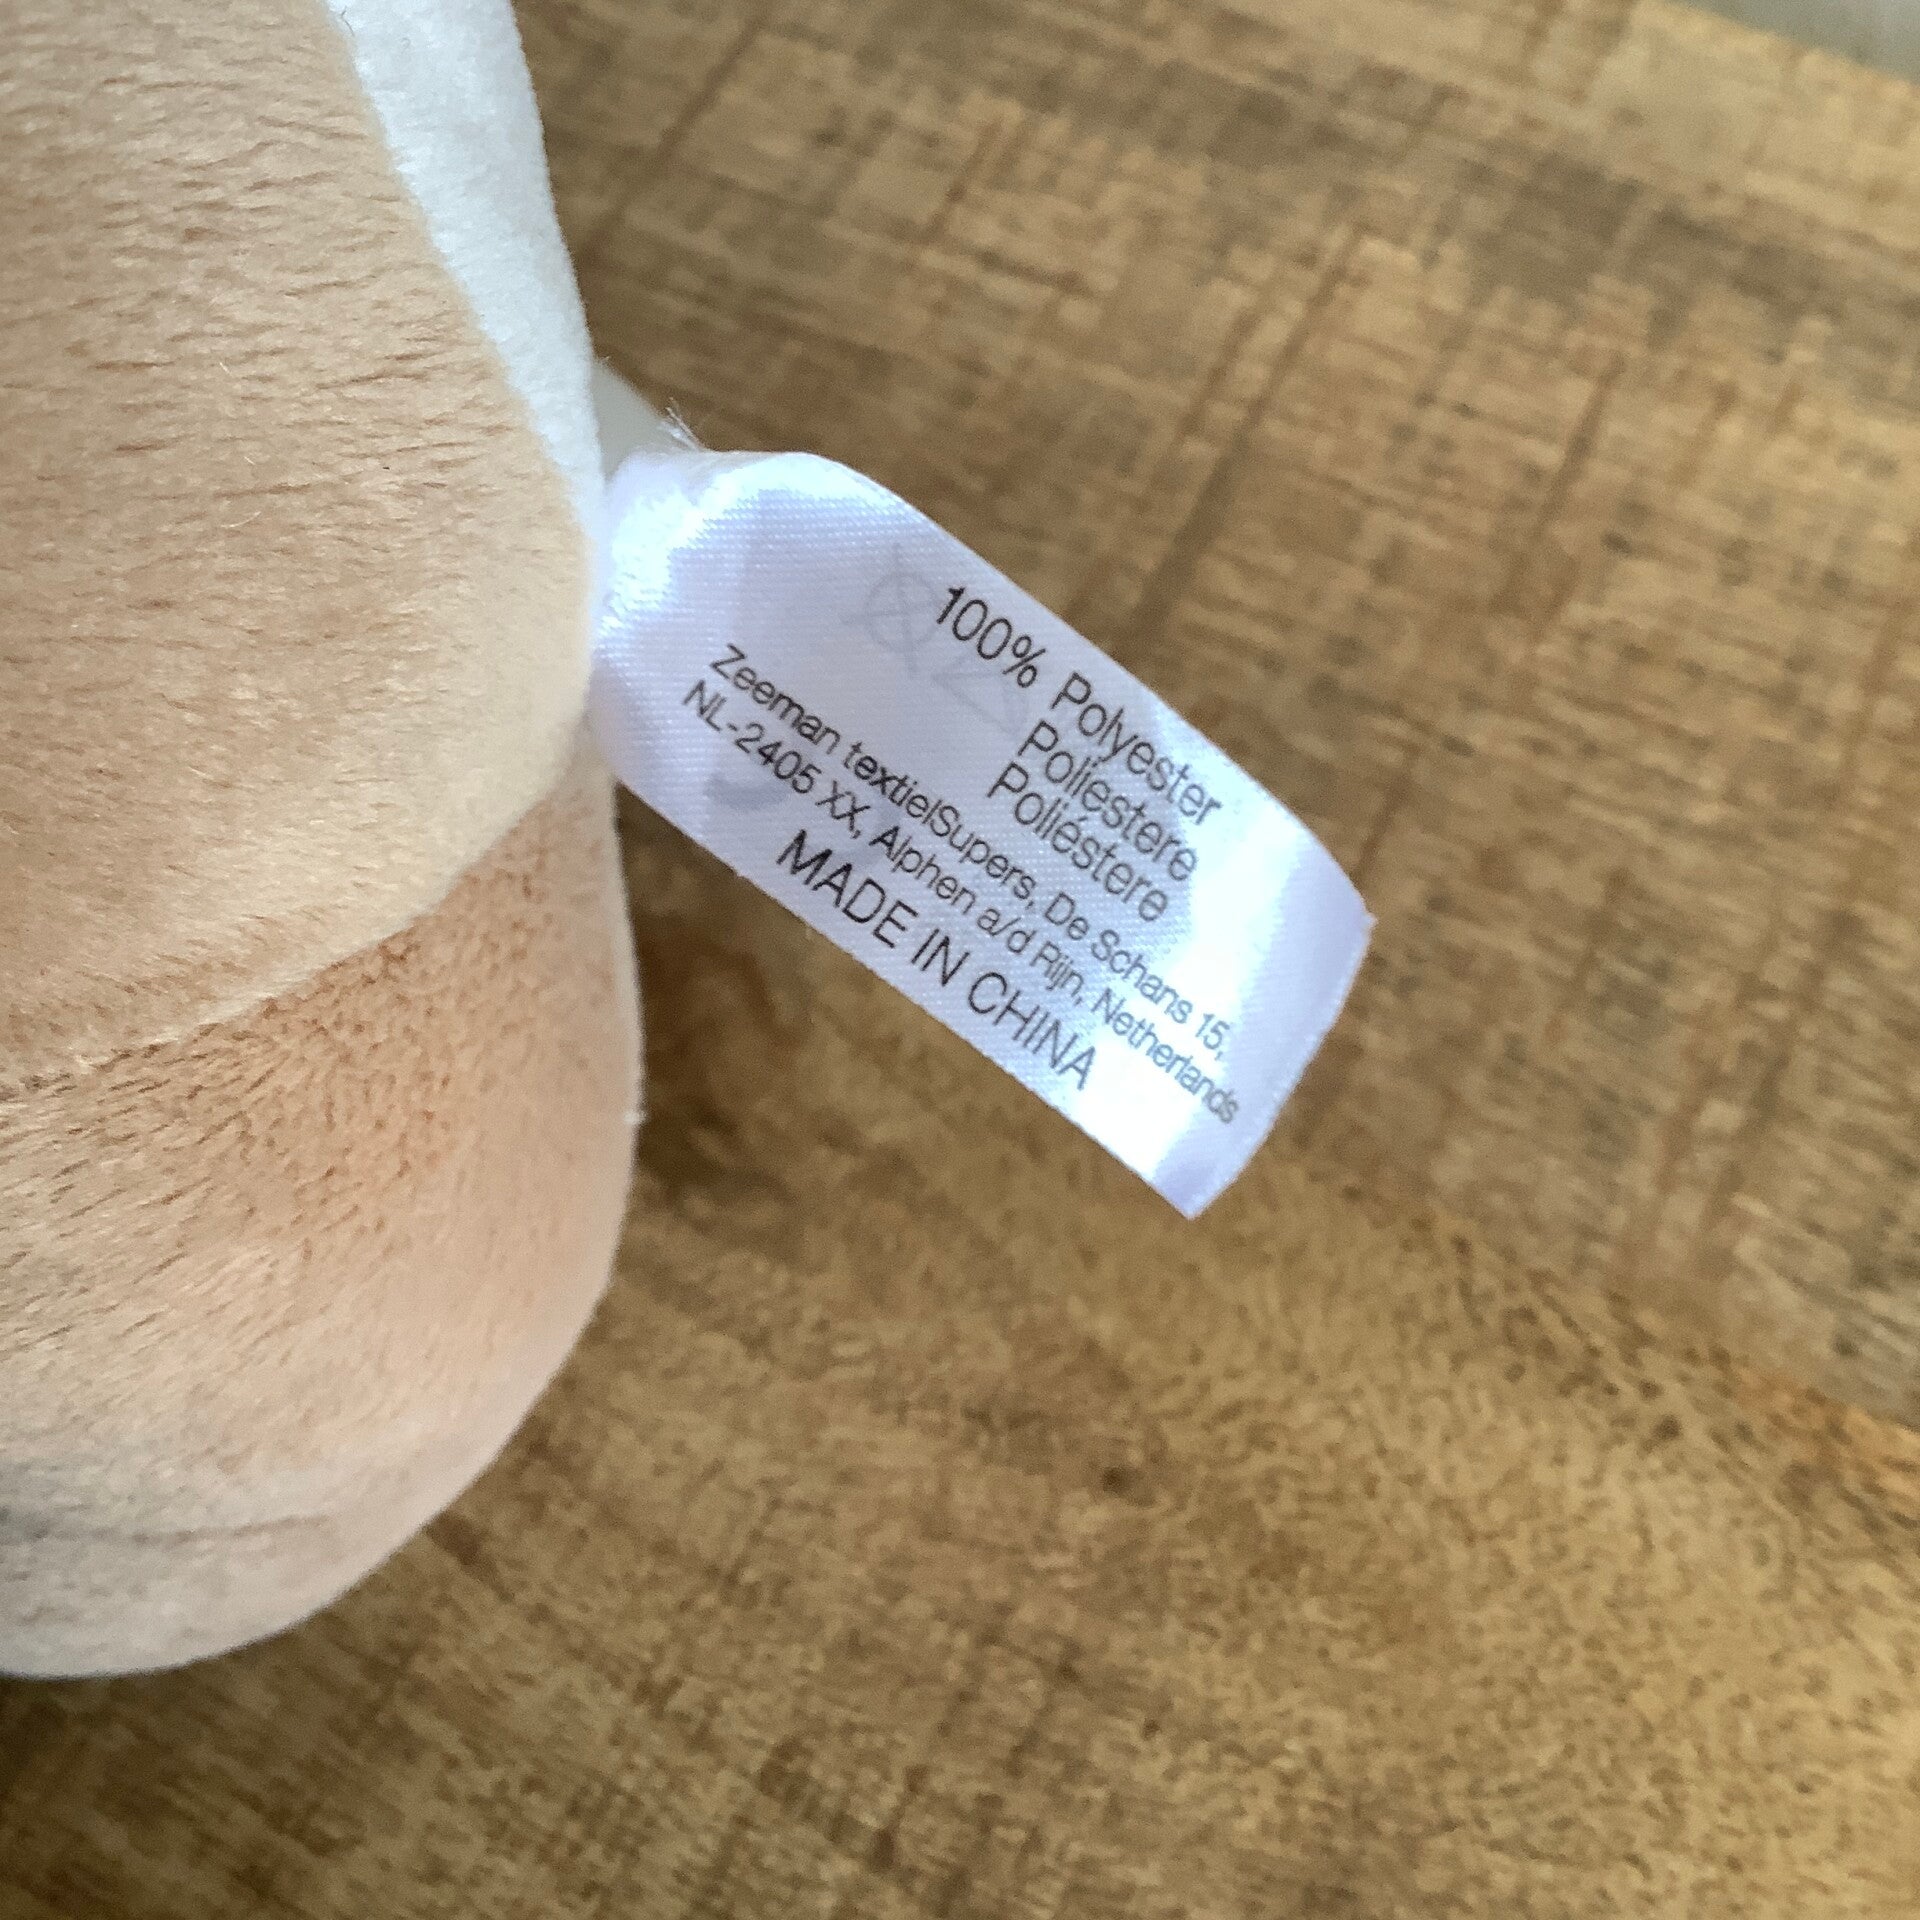 100% Polyester
Poliéstere
Poliéstere
Zeeman textielSupers, De Schans 15,
NL-2405 XX, Alphen a/d Rijn, Netherlands
MADE IN CHINA